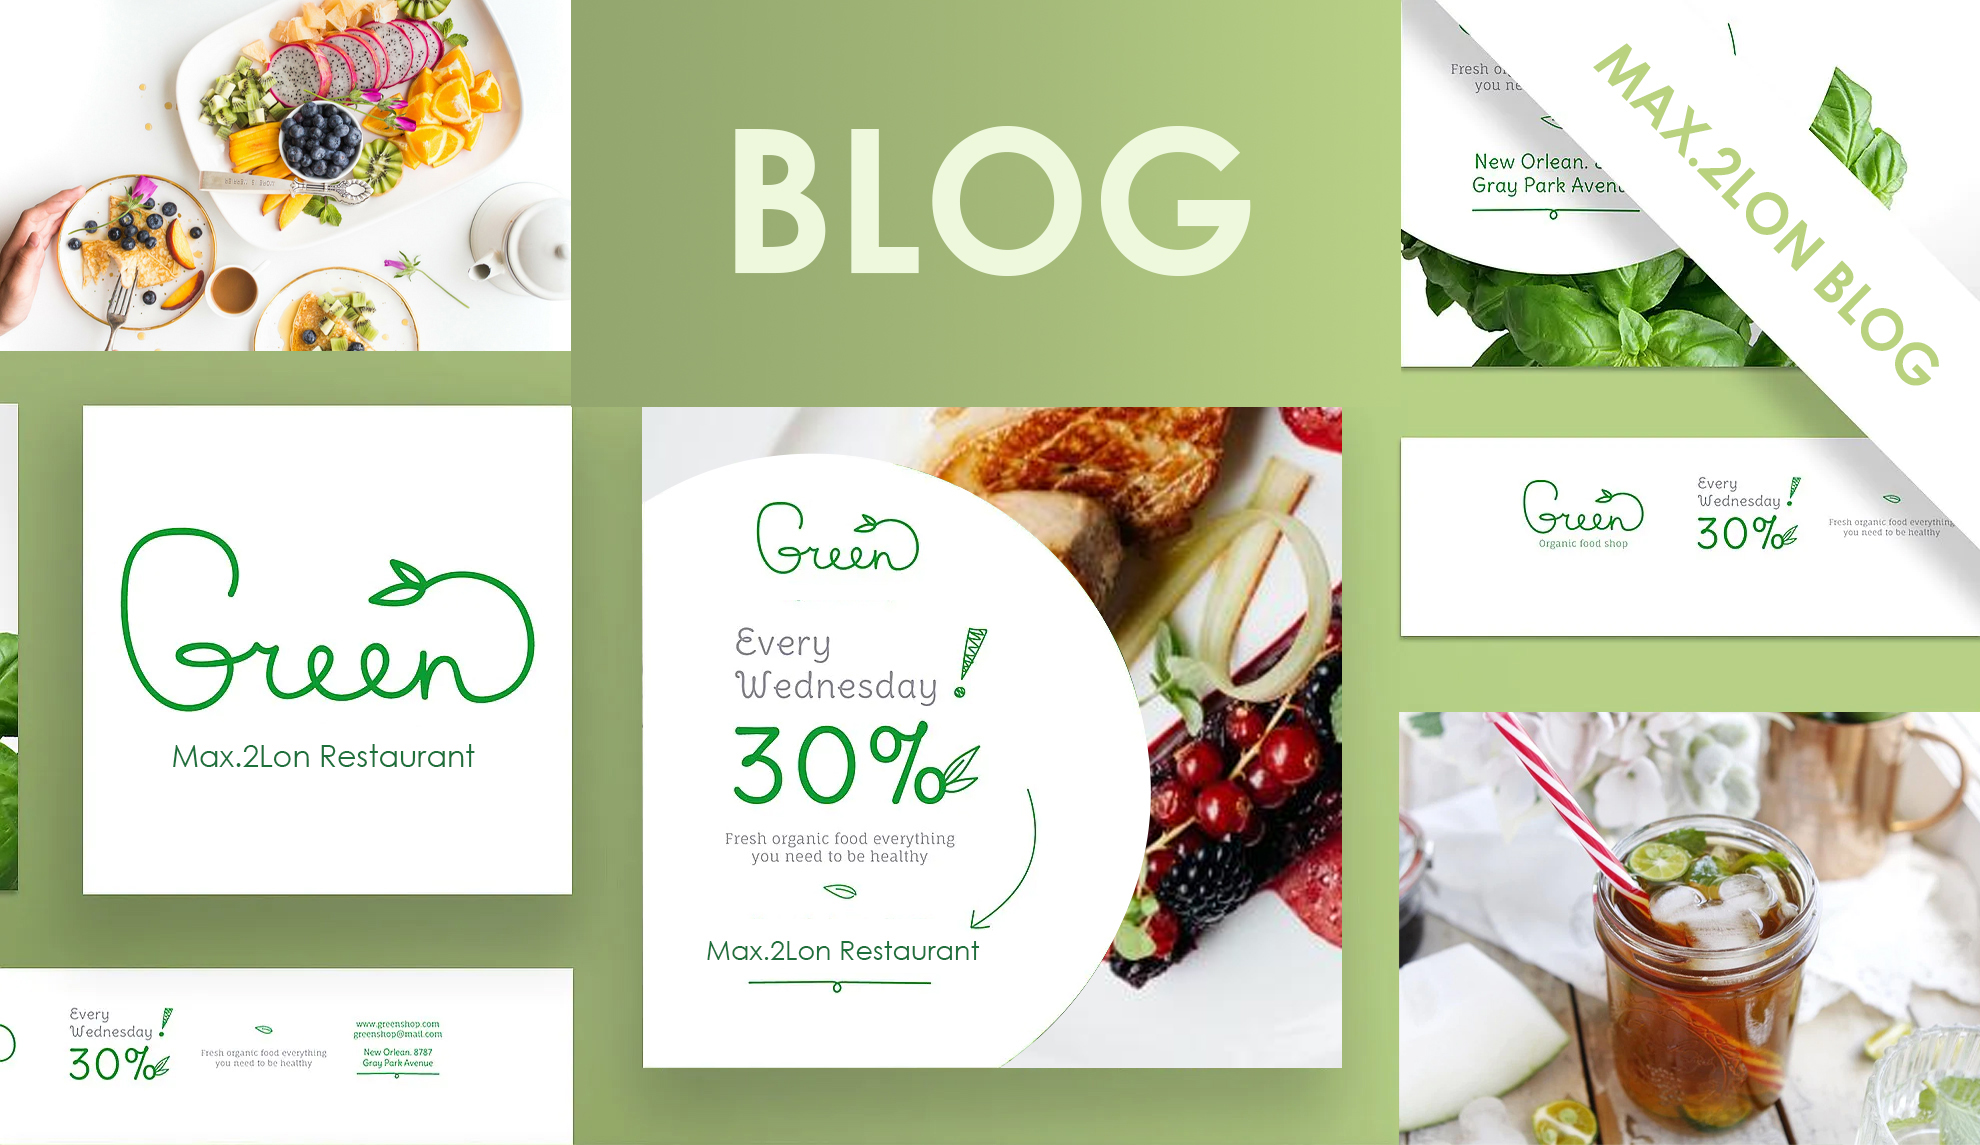 BLOG
MAX.2LON BLOG
Fresh
you
New Orlean.
Gray Park
Green
Max.2Lon Restaurant
Green
Every
Wednesday!
30%
Fresh organic food everything
you need to be healthy
Max.2Lon Restaurant
Green
Organic food shop
Every
Wednesday!
30%
Fresh organic food everything
you need to be healthy
Every
Wednesday!
30%
Fresh organic food everything
you need to be healthy
www.greenshop.com
greenshop@mail.com
New Orlean. 8787
Gray Park Avenue